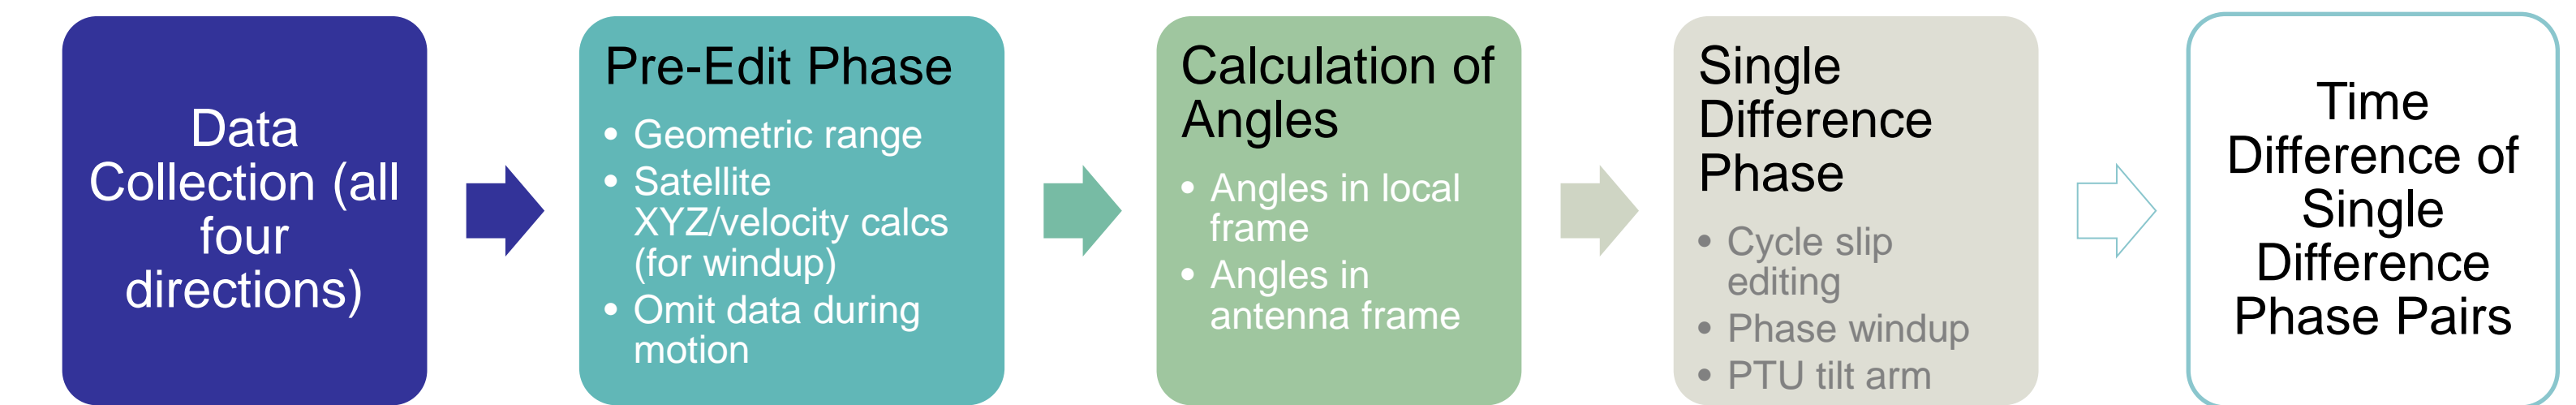 Data
Collection (all
four
directions)
Pre-Edit Phase
• Geometric range
• Satellite
XYZ/velocity calcs
(for windup)
• Omit data during
motion
Calculation of
Angles
• Angles in local
frame
• Angles in
antenna frame
Single
Difference
Phase
• Cycle slip
editing
• Phase windup
• PTU tilt arm
Time
Difference of
Single
Difference
Phase Pairs